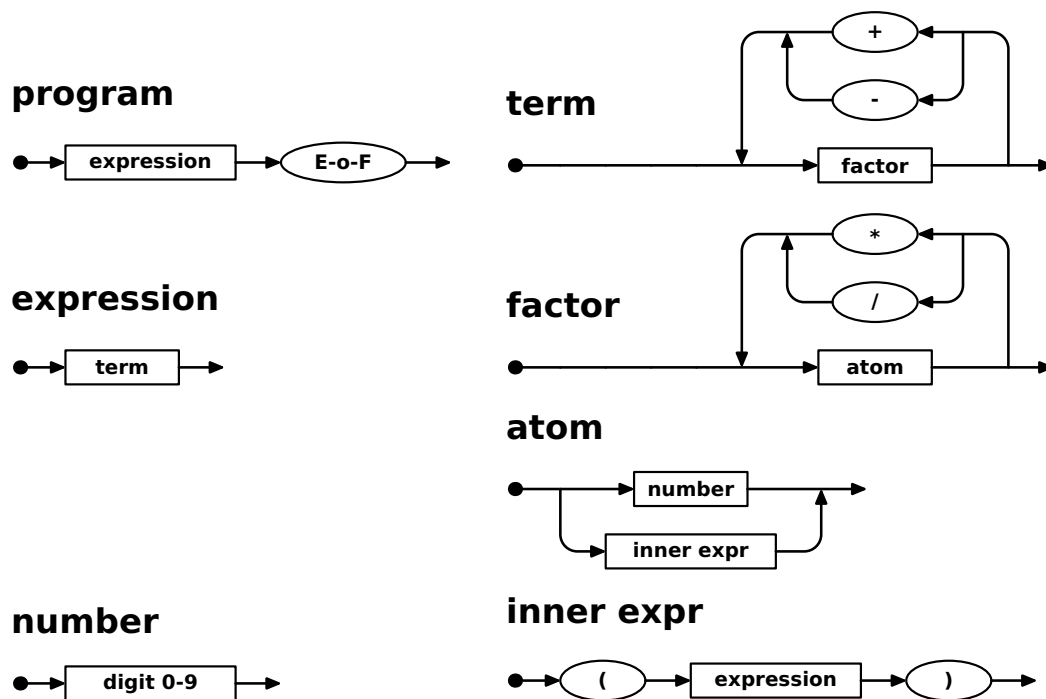 program
expression
E-o-F
expression
term
number
digit 0-9
term
+
-
factor
factor
*
/
atom
atom
number
inner expr
inner expr
(
expression
)